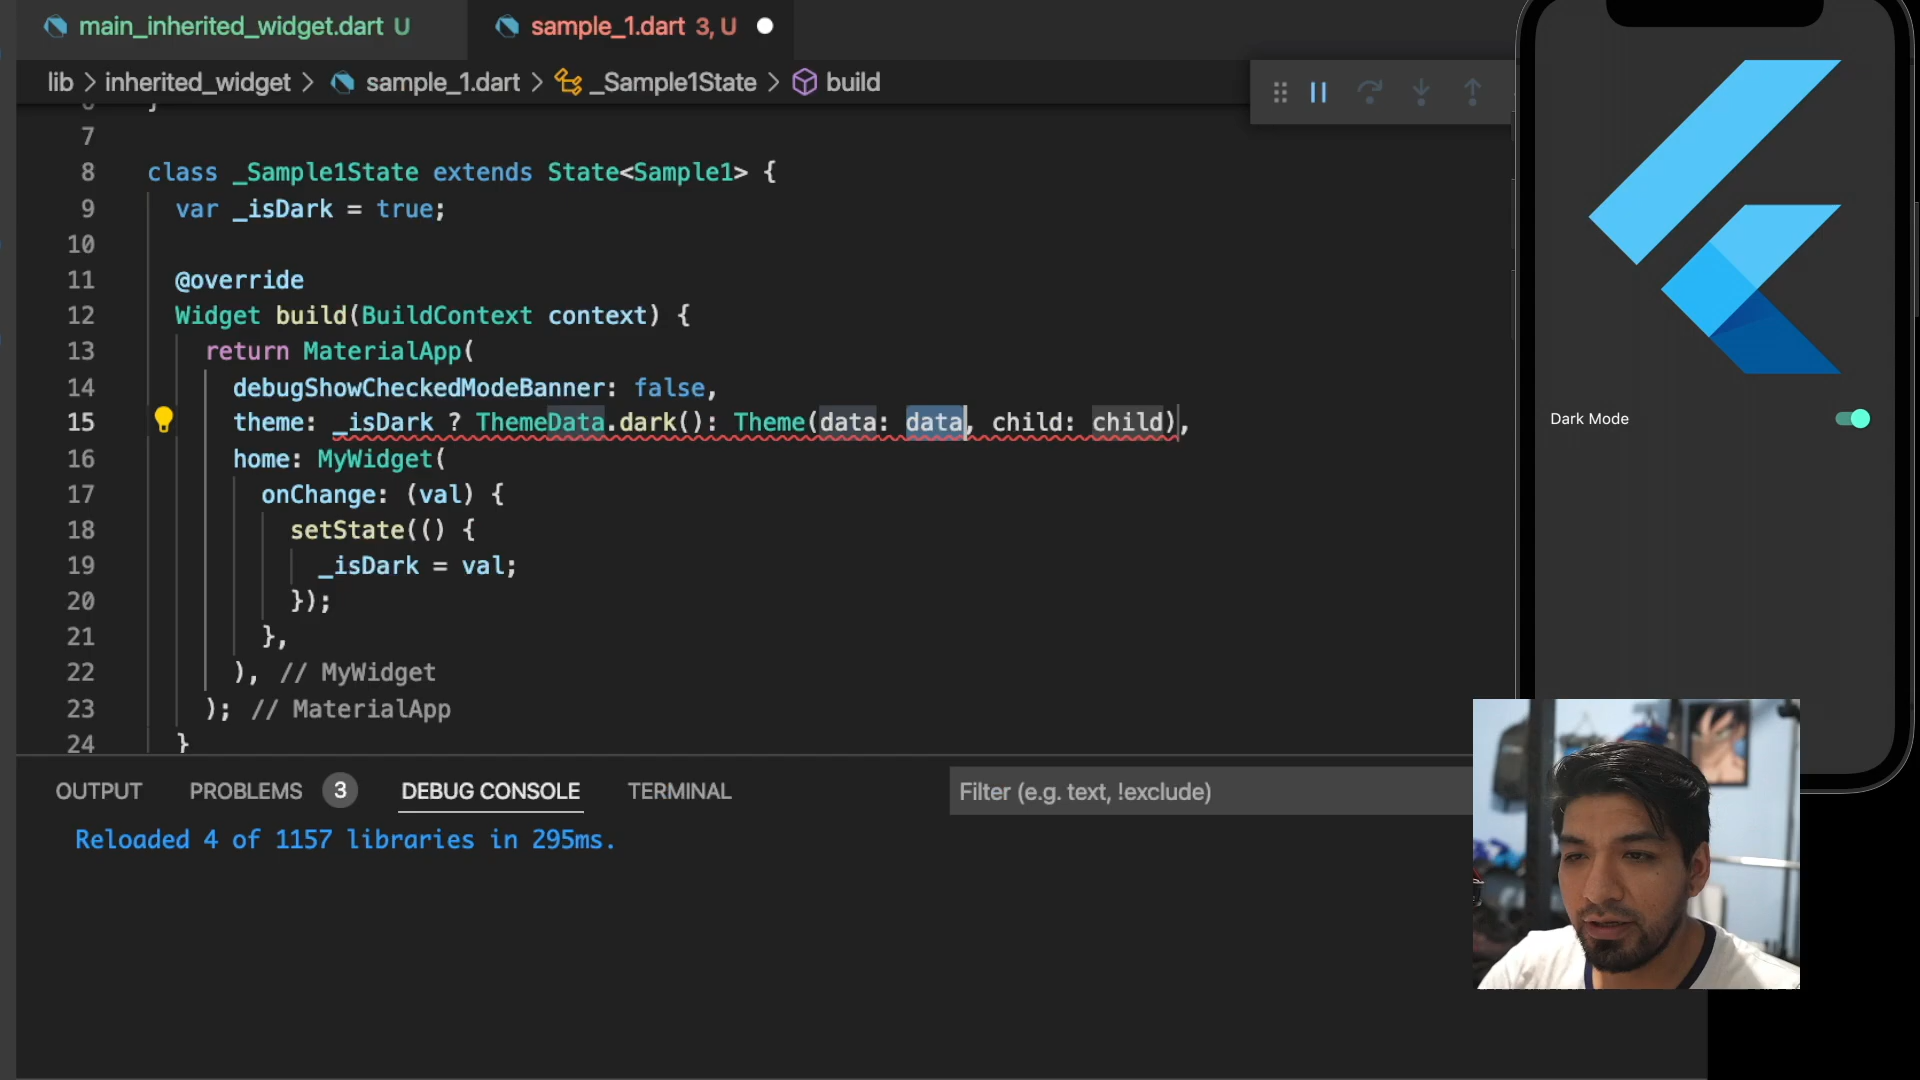 main_inherited_widget.dart U
sample_1.dart 3, U
lib > inherited_widget > sample_1.dart > _Sample1State > build
7
8 class _Sample1State extends State<Sample1> {
9 var _isDark = true;
10
11 @override
12 Widget build(BuildContext context) {
13 return MaterialApp(
14 debugShowCheckedModeBanner: false,
15 theme: _isDark ? ThemeData.dark(): Theme(data: data, child: child),
16 home: MyWidget(
17 onChange: (val) {
18 setState(() {
19 _isDark = val;
20 });
21 },
22 ), // MyWidget
23 ); // MaterialApp
24 }
Dark Mode
OUTPUT PROBLEMS 3 DEBUG CONSOLE TERMINAL Filter (e.g. text, !exclude)
Reloaded 4 of 1157 libraries in 295ms.